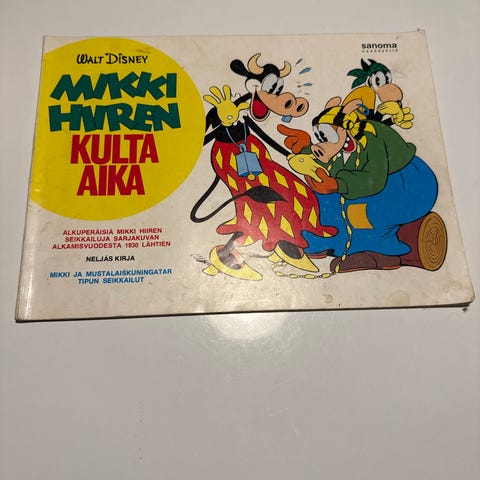 WALT DISNEY
MIKKI
HIIREN
KULTA
AIKA
ALKUPERÄISIÄ MIKKI HIIREN
SEIKKAILUJA SARJAKUVAN
ALKAMISVUODESTA 1930 LÄHTIEN
NELJÄS KIRJA
MIKKI JA MUSTALAISKUNINGATAR
TIPUN SEIKKAILUT
sanoma
osakeyhtiö